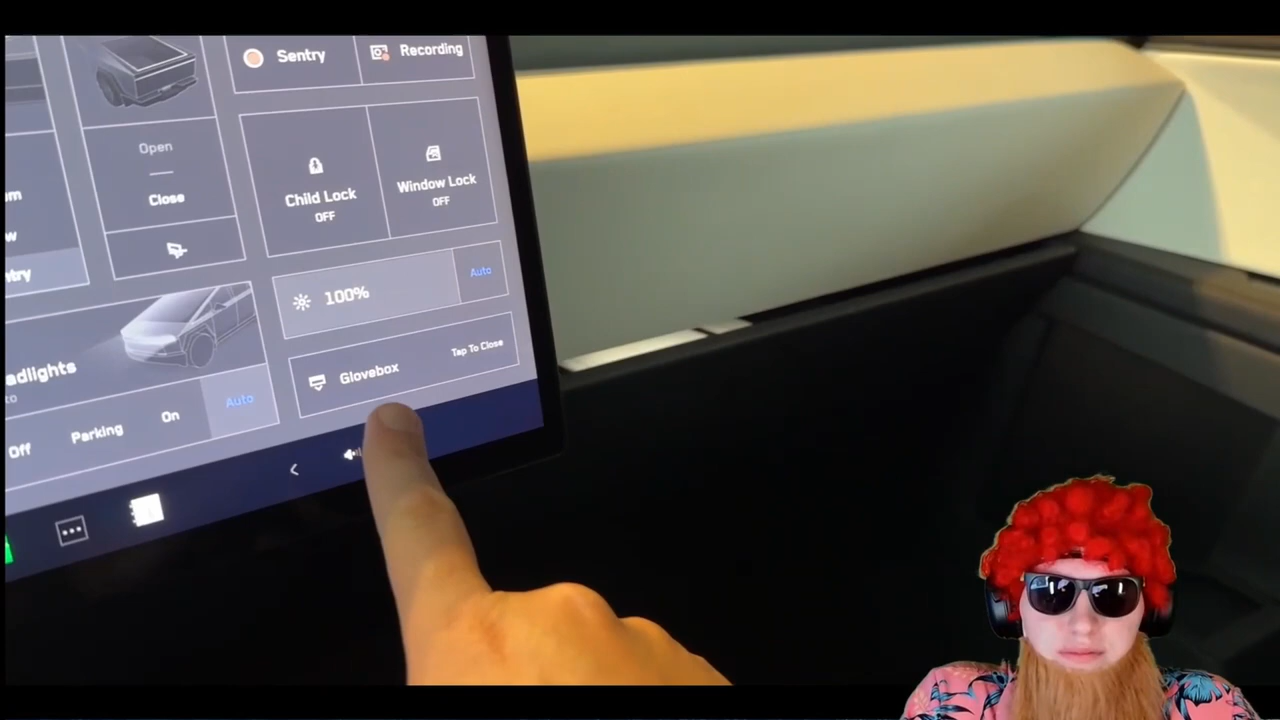 Sentry
Recording
Open
Close
Child Lock
OFF
Window Lock
OFF
100%
Auto
Glovebox
Tap To Close
Off
Parking
On
Auto